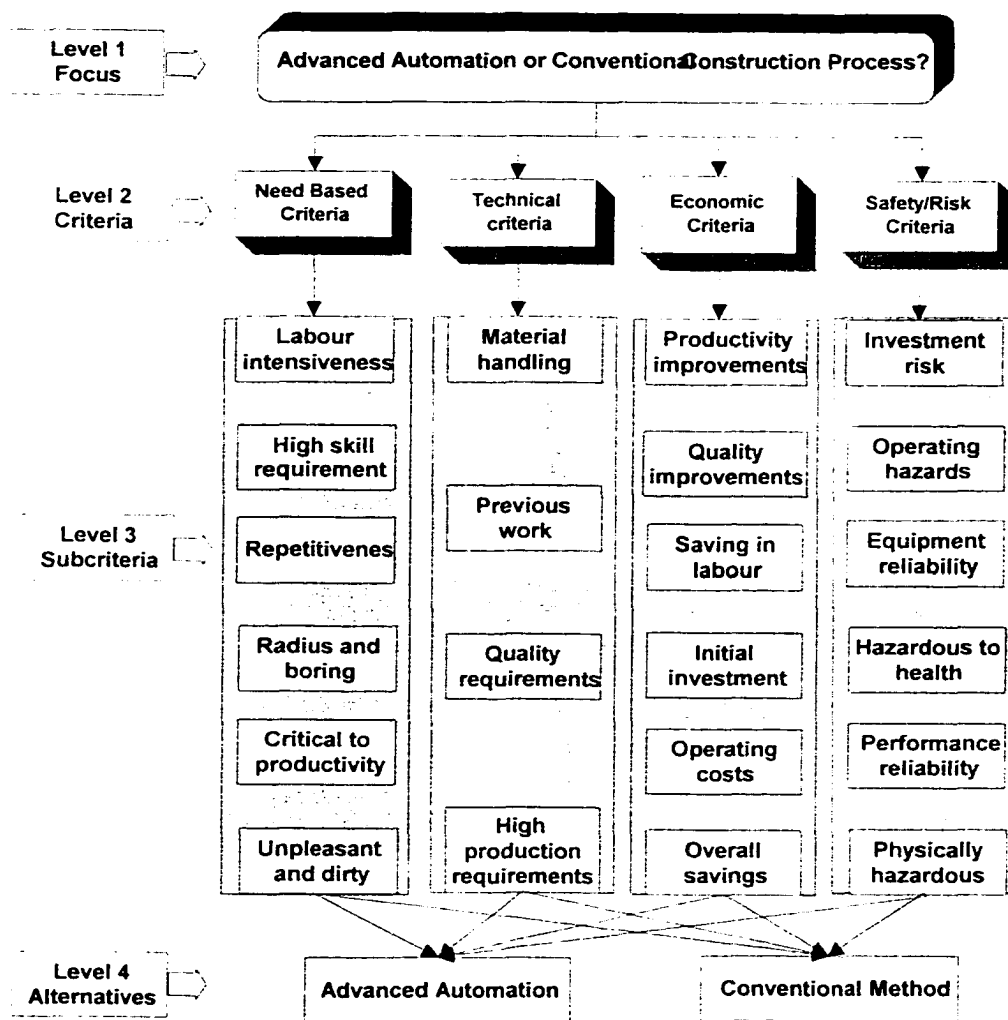 Level 1
Focus
Advanced Automation or ConventionalConstruction Process?
Level 2
Criteria
Need Based
Criteria
Technical
criteria
Economic
Criteria
Safety/Risk
Criteria
Level 3
Subcriteria
Labour
intensiveness
High skill
requirement
Repetitivenes
Radius and
boring
Critical to
productivity
Unpleasant
and dirty
Material
handling
Previous
work
Quality
requirements
High
production
requirements
Productivity
improvements
Quality
improvements
Saving in
labour
Initial
investment
Operating
costs
Overall
savings
Investment
risk
Operating
hazards
Equipment
reliability
Hazardous to
health
Performance
reliability
Physically
hazardous
Level 4
Alternatives
Advanced Automation
Conventional Method